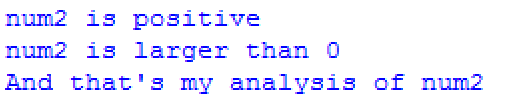 num2 is positive
num2 is larger than 0
And that's my analysis of num2